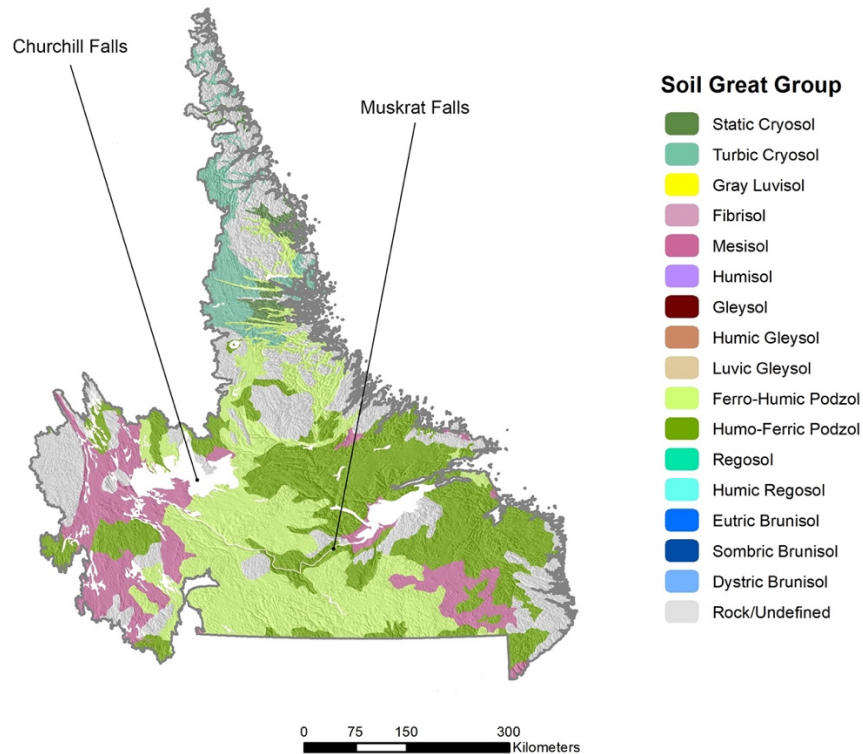 Churchill Falls
Muskrat Falls
Soil Great Group
Static Cryosol
Turbic Cryosol
Gray Luvisol
Fibrisol
Mesisol
Humisol
Gleysol
Humic Gleysol
Luvic Gleysol
Ferro-Humic Podzol
Humo-Ferric Podzol
Regosol
Humic Regosol
Eutric Brunisol
Sombric Brunisol
Dystric Brunisol
Rock/Undefined
0 75 150 300
Kilometers